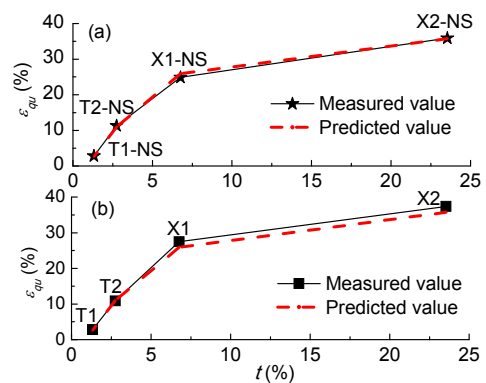 (a)
40
30
20
10
0
ε_qu (%)
T1-NS
T2-NS
X1-NS
X2-NS
Measured value
Predicted value
0 5 10 15 20 25
(b)
40
30
20
10
0
ε_qu (%)
T1
T2
X1
X2
Measured value
Predicted value
0 5 10 15 20 25
t (%)